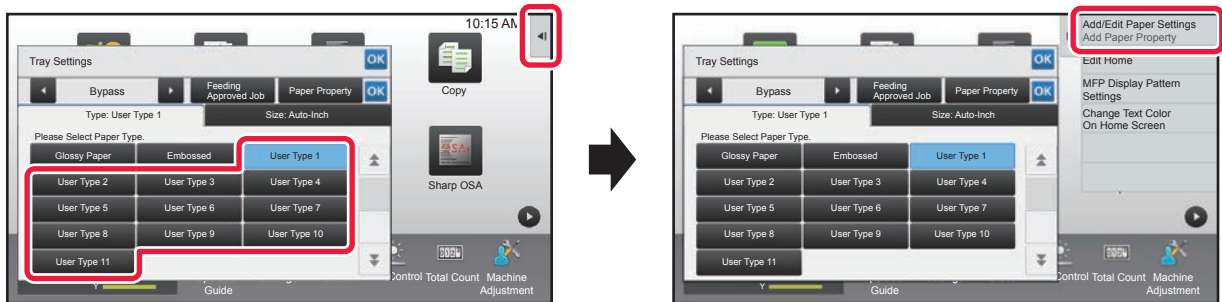 10:15 AM
Tray Settings
OK
Bypass
Feeding
Approved Job
Paper Property
OK
Type: User Type 1
Size: Auto-Inch
Please Select Paper Type.
Glossy Paper
Embossed
User Type 1
User Type 2
User Type 3
User Type 4
User Type 5
User Type 6
User Type 7
User Type 8
User Type 9
User Type 10
User Type 11
Copy
Sharp OSA
Control
Total Count
Machine
Adjustment
Guide
Y
Add/Edit Paper Settings
Add Paper Property
Edit Home
MFP Display Pattern
Settings
Change Text Color
On Home Screen
Tray Settings
OK
Bypass
Feeding
Approved Job
Paper Property
OK
Type: User Type 1
Size: Auto-Inch
Please Select Paper Type.
Glossy Paper
Embossed
User Type 1
User Type 2
User Type 3
User Type 4
User Type 5
User Type 6
User Type 7
User Type 8
User Type 9
User Type 10
User Type 11
Control
Total Count
Machine
Adjustment
Guide
Y